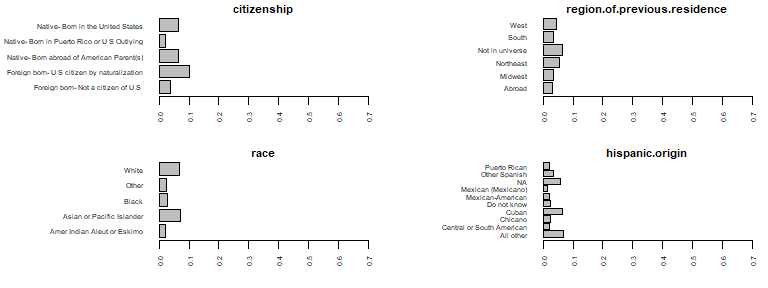 citizenship
Native- Born in the United States
Native- Born in Puerto Rico or U S Outlying
Native- Born abroad of American Parent(s)
Foreign born- U S citizen by naturalization
Foreign born- Not a citizen of U S
0.0 0.1 0.2 0.3 0.4 0.5 0.6 0.7
region.of.previous.residence
West
South
Not in universe
Northeast
Midwest
Abroad
0.0 0.1 0.2 0.3 0.4 0.5 0.6 0.7
race
White
Other
Black
Asian or Pacific Islander
Amer Indian Aleut or Eskimo
0.0 0.1 0.2 0.3 0.4 0.5 0.6 0.7
hispanic.origin
Puerto Rican
Other Spanish
NA
Mexican (Mexicano)
Mexican-American
Do not know
Cuban
Chicano
Central or South American
All other
0.0 0.1 0.2 0.3 0.4 0.5 0.6 0.7